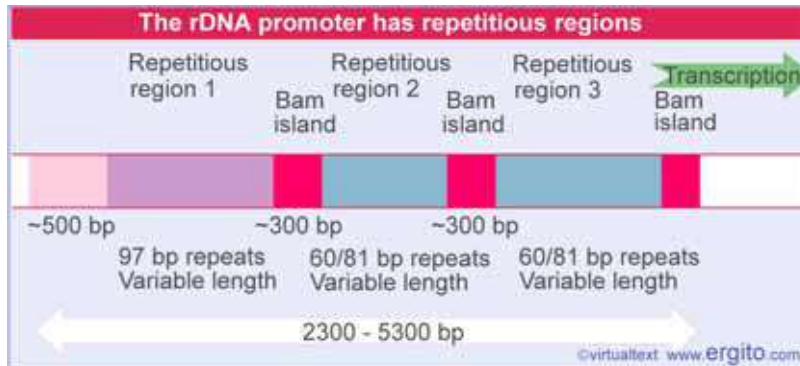 The rDNA promoter has repetitious regions
Repetitious
region 1
Bam
island
Repetitious
region 2
Bam
island
Repetitious
region 3
Transcription
Bam
island
~500 bp
~300 bp
~300 bp
97 bp repeats
Variable length
60/81 bp repeats
Variable length
60/81 bp repeats
Variable length
2300 - 5300 bp
©virtualtext www.ergito.com